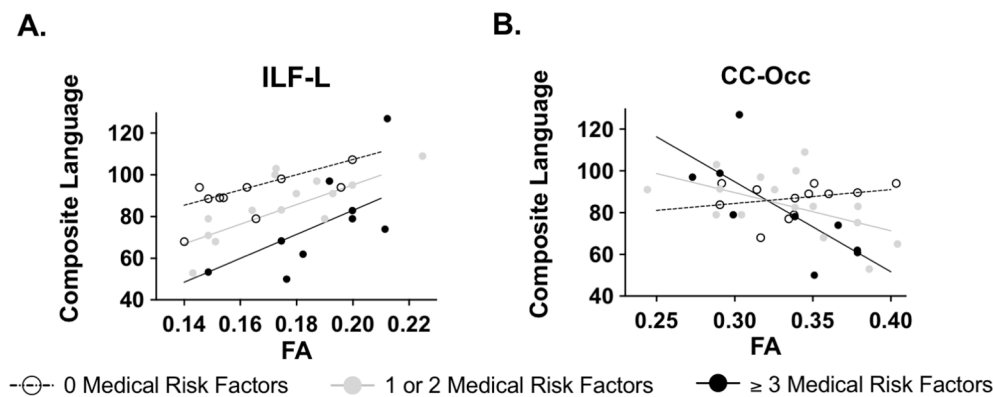 A.
B.
ILF-L
CC-Occ
Composite Language
120
100
80
60
40
0.14 0.16 0.18 0.20 0.22
FA
Composite Language
120
100
80
60
40
0.25 0.30 0.35 0.40
FA
0 Medical Risk Factors
1 or 2 Medical Risk Factors
≥ 3 Medical Risk Factors